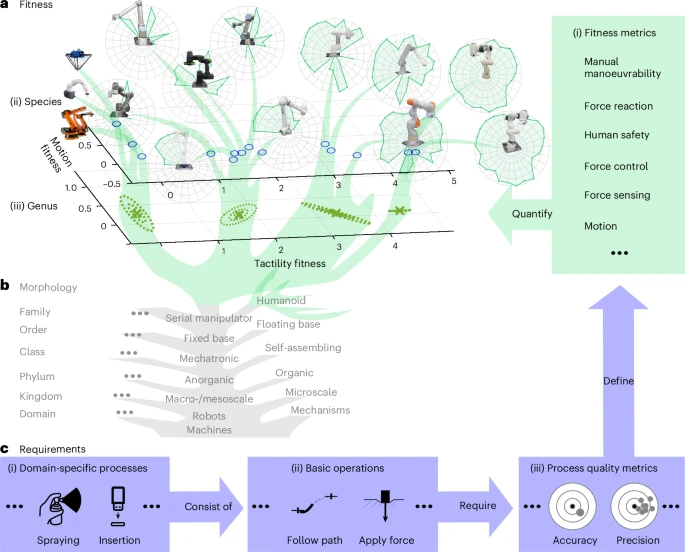 a Fitness
(i) Fitness metrics
Manual
manoeuvrability
Force reaction
Human safety
Force control
Force sensing
Motion
•••
(ii) Species
Motion
fitness
0.5
0
–0.5
0
1
2
3
4
5
(iii) Genus
1.0
0.5
0
1
2
3
4
Tactility fitness
Quantify
b Morphology
Family
Order
Class
Phylum
Kingdom
Domain
•••
•••
•••
•••
•••
•••
Humanoid
Serial manipulator
Floating base
Fixed base
Self-assembling
Mechatronic
Organic
Anorganic
Microscale
Macro-/mesoscale
Mechanisms
Robots
Machines
Define
c Requirements
(i) Domain-specific processes
•••
Spraying
Insertion
•••
Consist of
(ii) Basic operations
•••
Follow path
Apply force
•••
Require
(iii) Process quality metrics
•••
Accuracy
Precision
•••